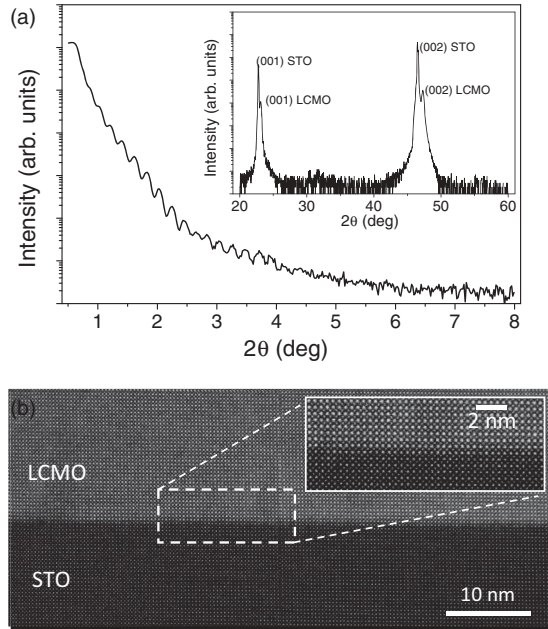 (a)
Intensity (arb. units)
2θ (deg)
1 2 3 4 5 6 7 8
Intensity (arb. units)
(001) STO
(001) LCMO
(002) STO
(002) LCMO
20 30 40 50 60
2θ (deg)
(b)
2 nm
LCMO
STO
10 nm